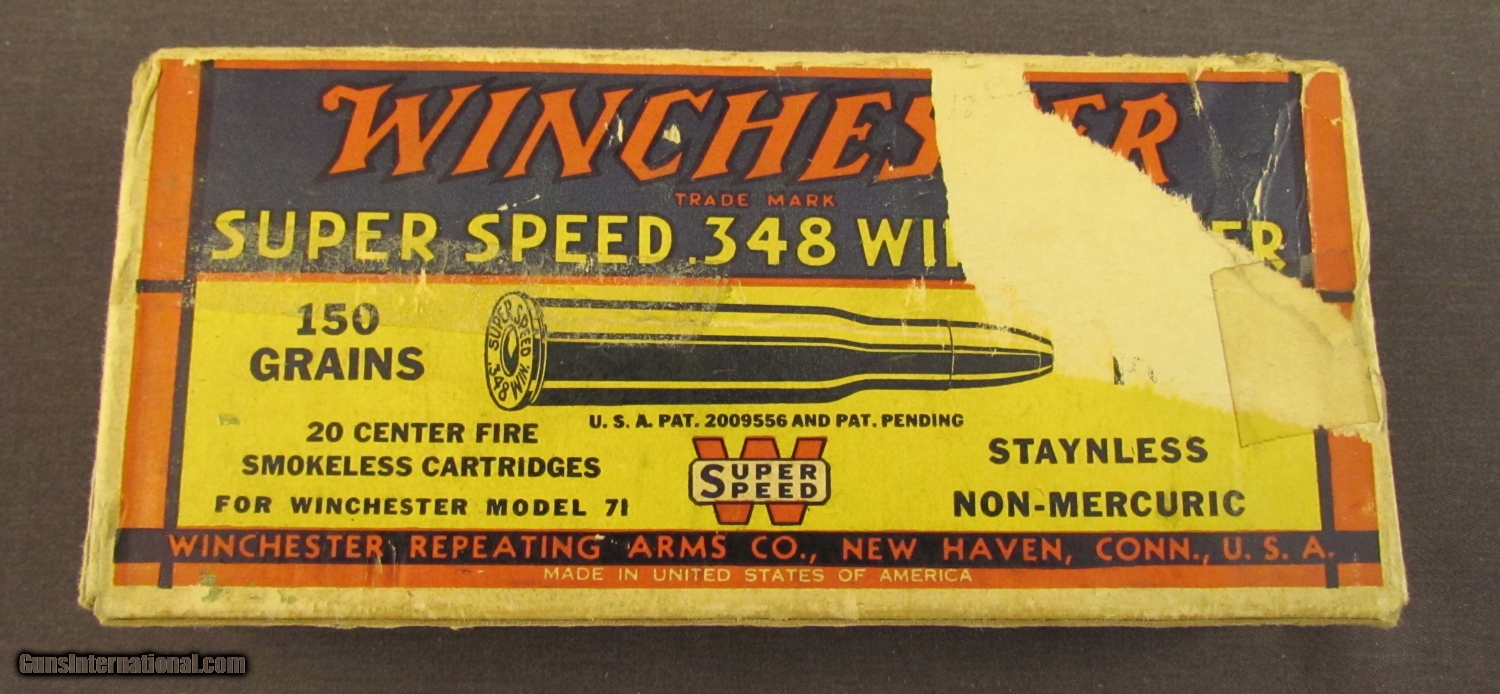 WINCHES ER
TRADE MARK
SUPER SPEED .348 WI ER
150
GRAINS
SUPER SPEED
.348 WIN.
U. S. A. PAT. 2009556 AND PAT. PENDING
20 CENTER FIRE
SMOKELESS CARTRIDGES
FOR WINCHESTER MODEL 71
SUPER
SPEED
STAYNLESS
NON-MERCURIC
WINCHESTER REPEATING ARMS CO., NEW HAVEN, CONN., U. S. A.
MADE IN UNITED STATES OF AMERICA
GunsInternational.com